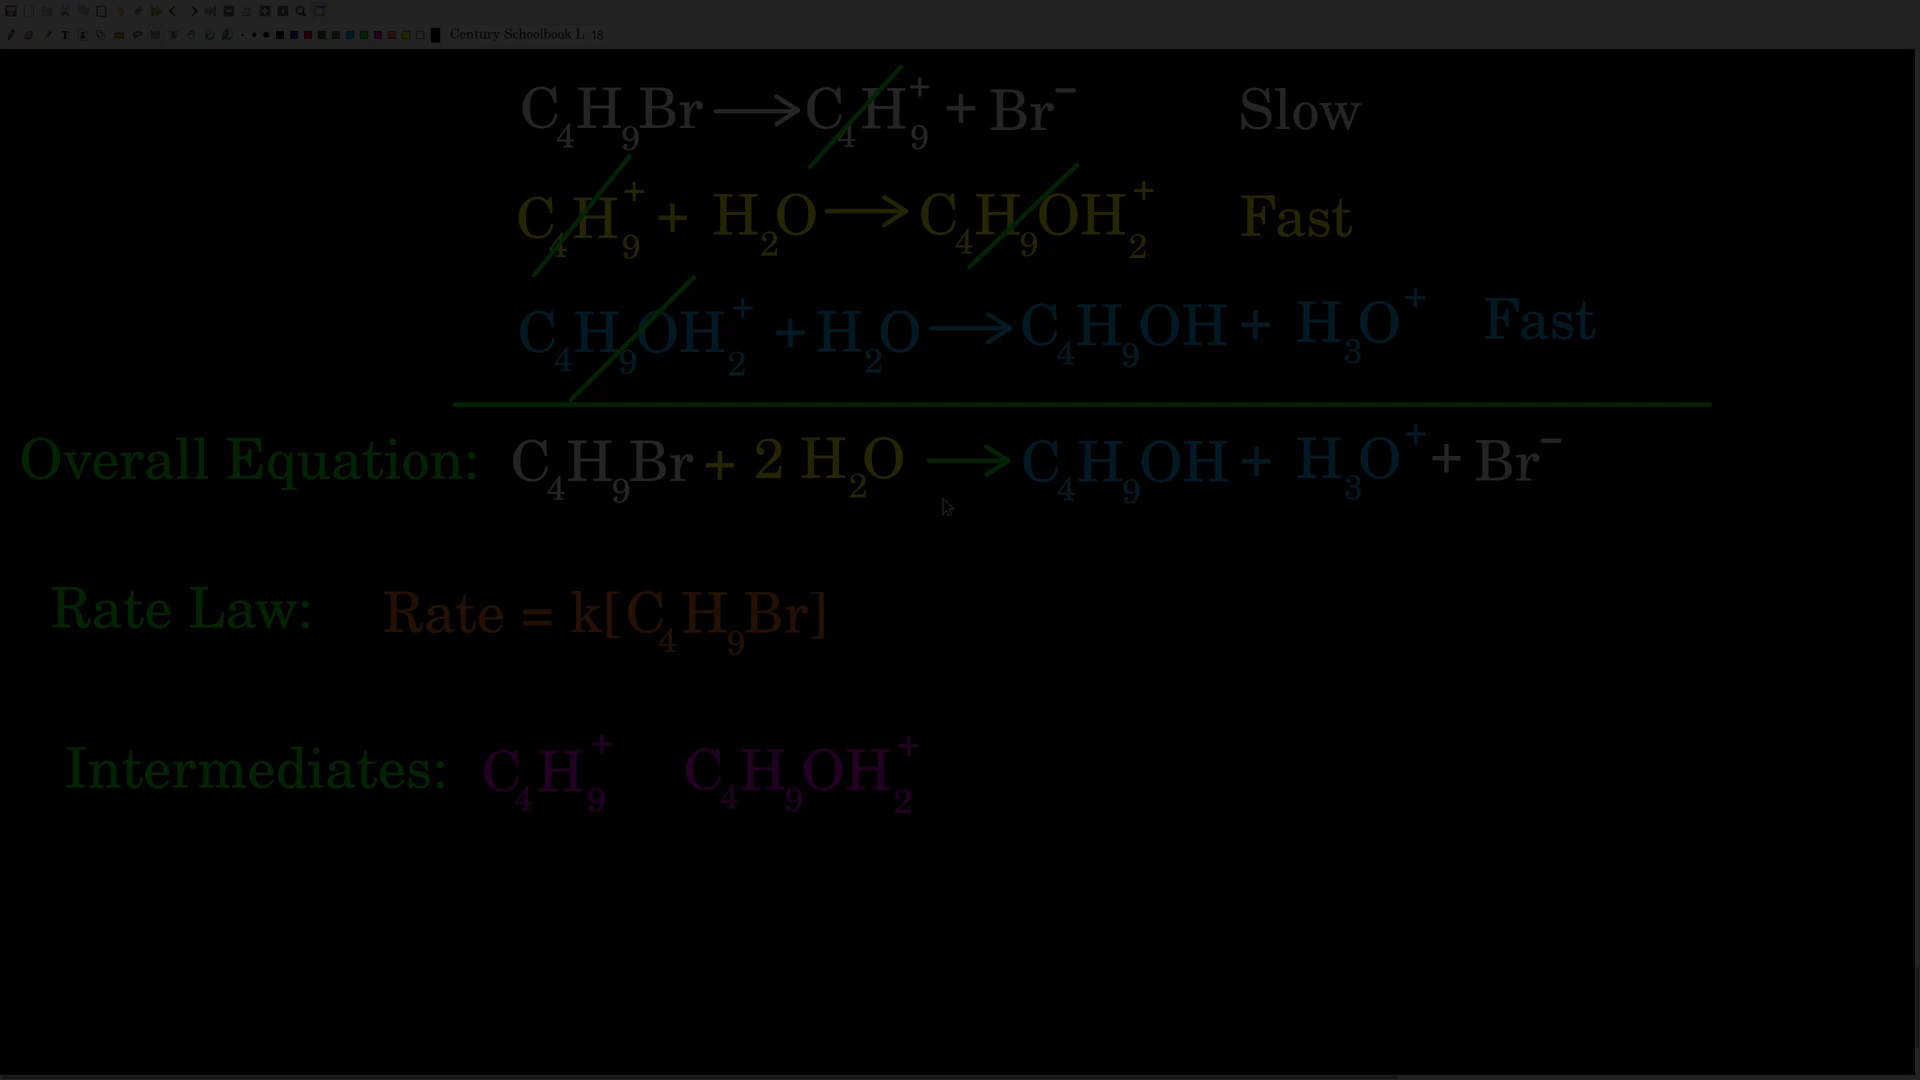 Century Schoolbook L 18
C₄H₉Br ⟶ C₄H₉⁺ + Br⁻ Slow
C₄H₉⁺ + H₂O ⟶ C₄H₉OH₂⁺ Fast
C₄H₉OH₂⁺ + H₂O ⟶ C₄H₉OH + H₃O⁺ Fast
Overall Equation: C₄H₉Br + 2 H₂O ⟶ C₄H₉OH + H₃O⁺ + Br⁻
Rate Law: Rate = k[C₄H₉Br]
Intermediates: C₄H₉⁺ C₄H₉OH₂⁺